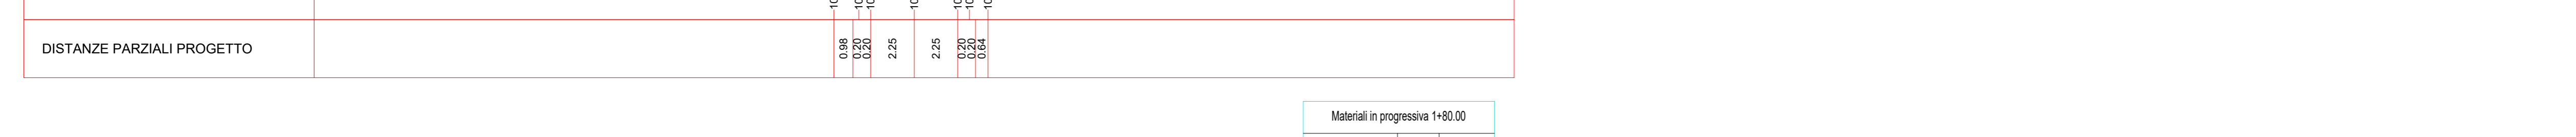 DISTANZE PARZIALI PROGETTO
0.98 0.20 0.20 2.25 2.25 0.20 0.20 0.64
Materiali in progressiva 1+80.00